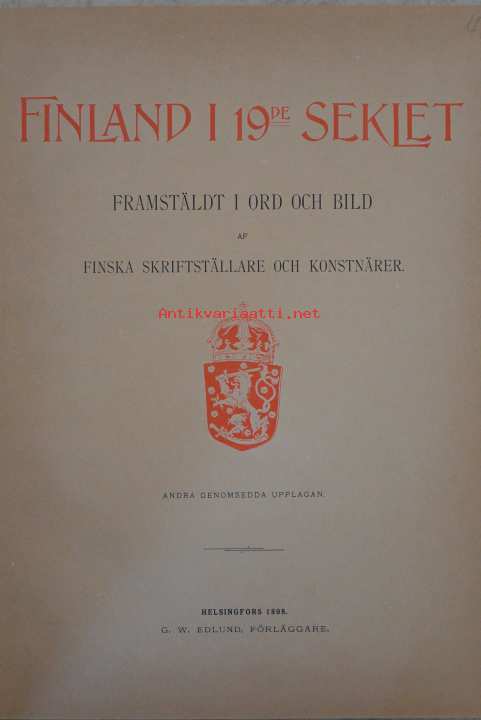 FINLAND I 19DE SEKLET
FRAMSTÄLDT I ORD OCH BILD
AF
FINSKA SKRIFTSTÄLLARE OCH KONSTNÄRER.
Antikvariaatti.net
ANDRA GENOMSEDDA UPPLAGAN.
HELSINGFORS 1898.
G. W. EDLUND, FÖRLÄGGARE.